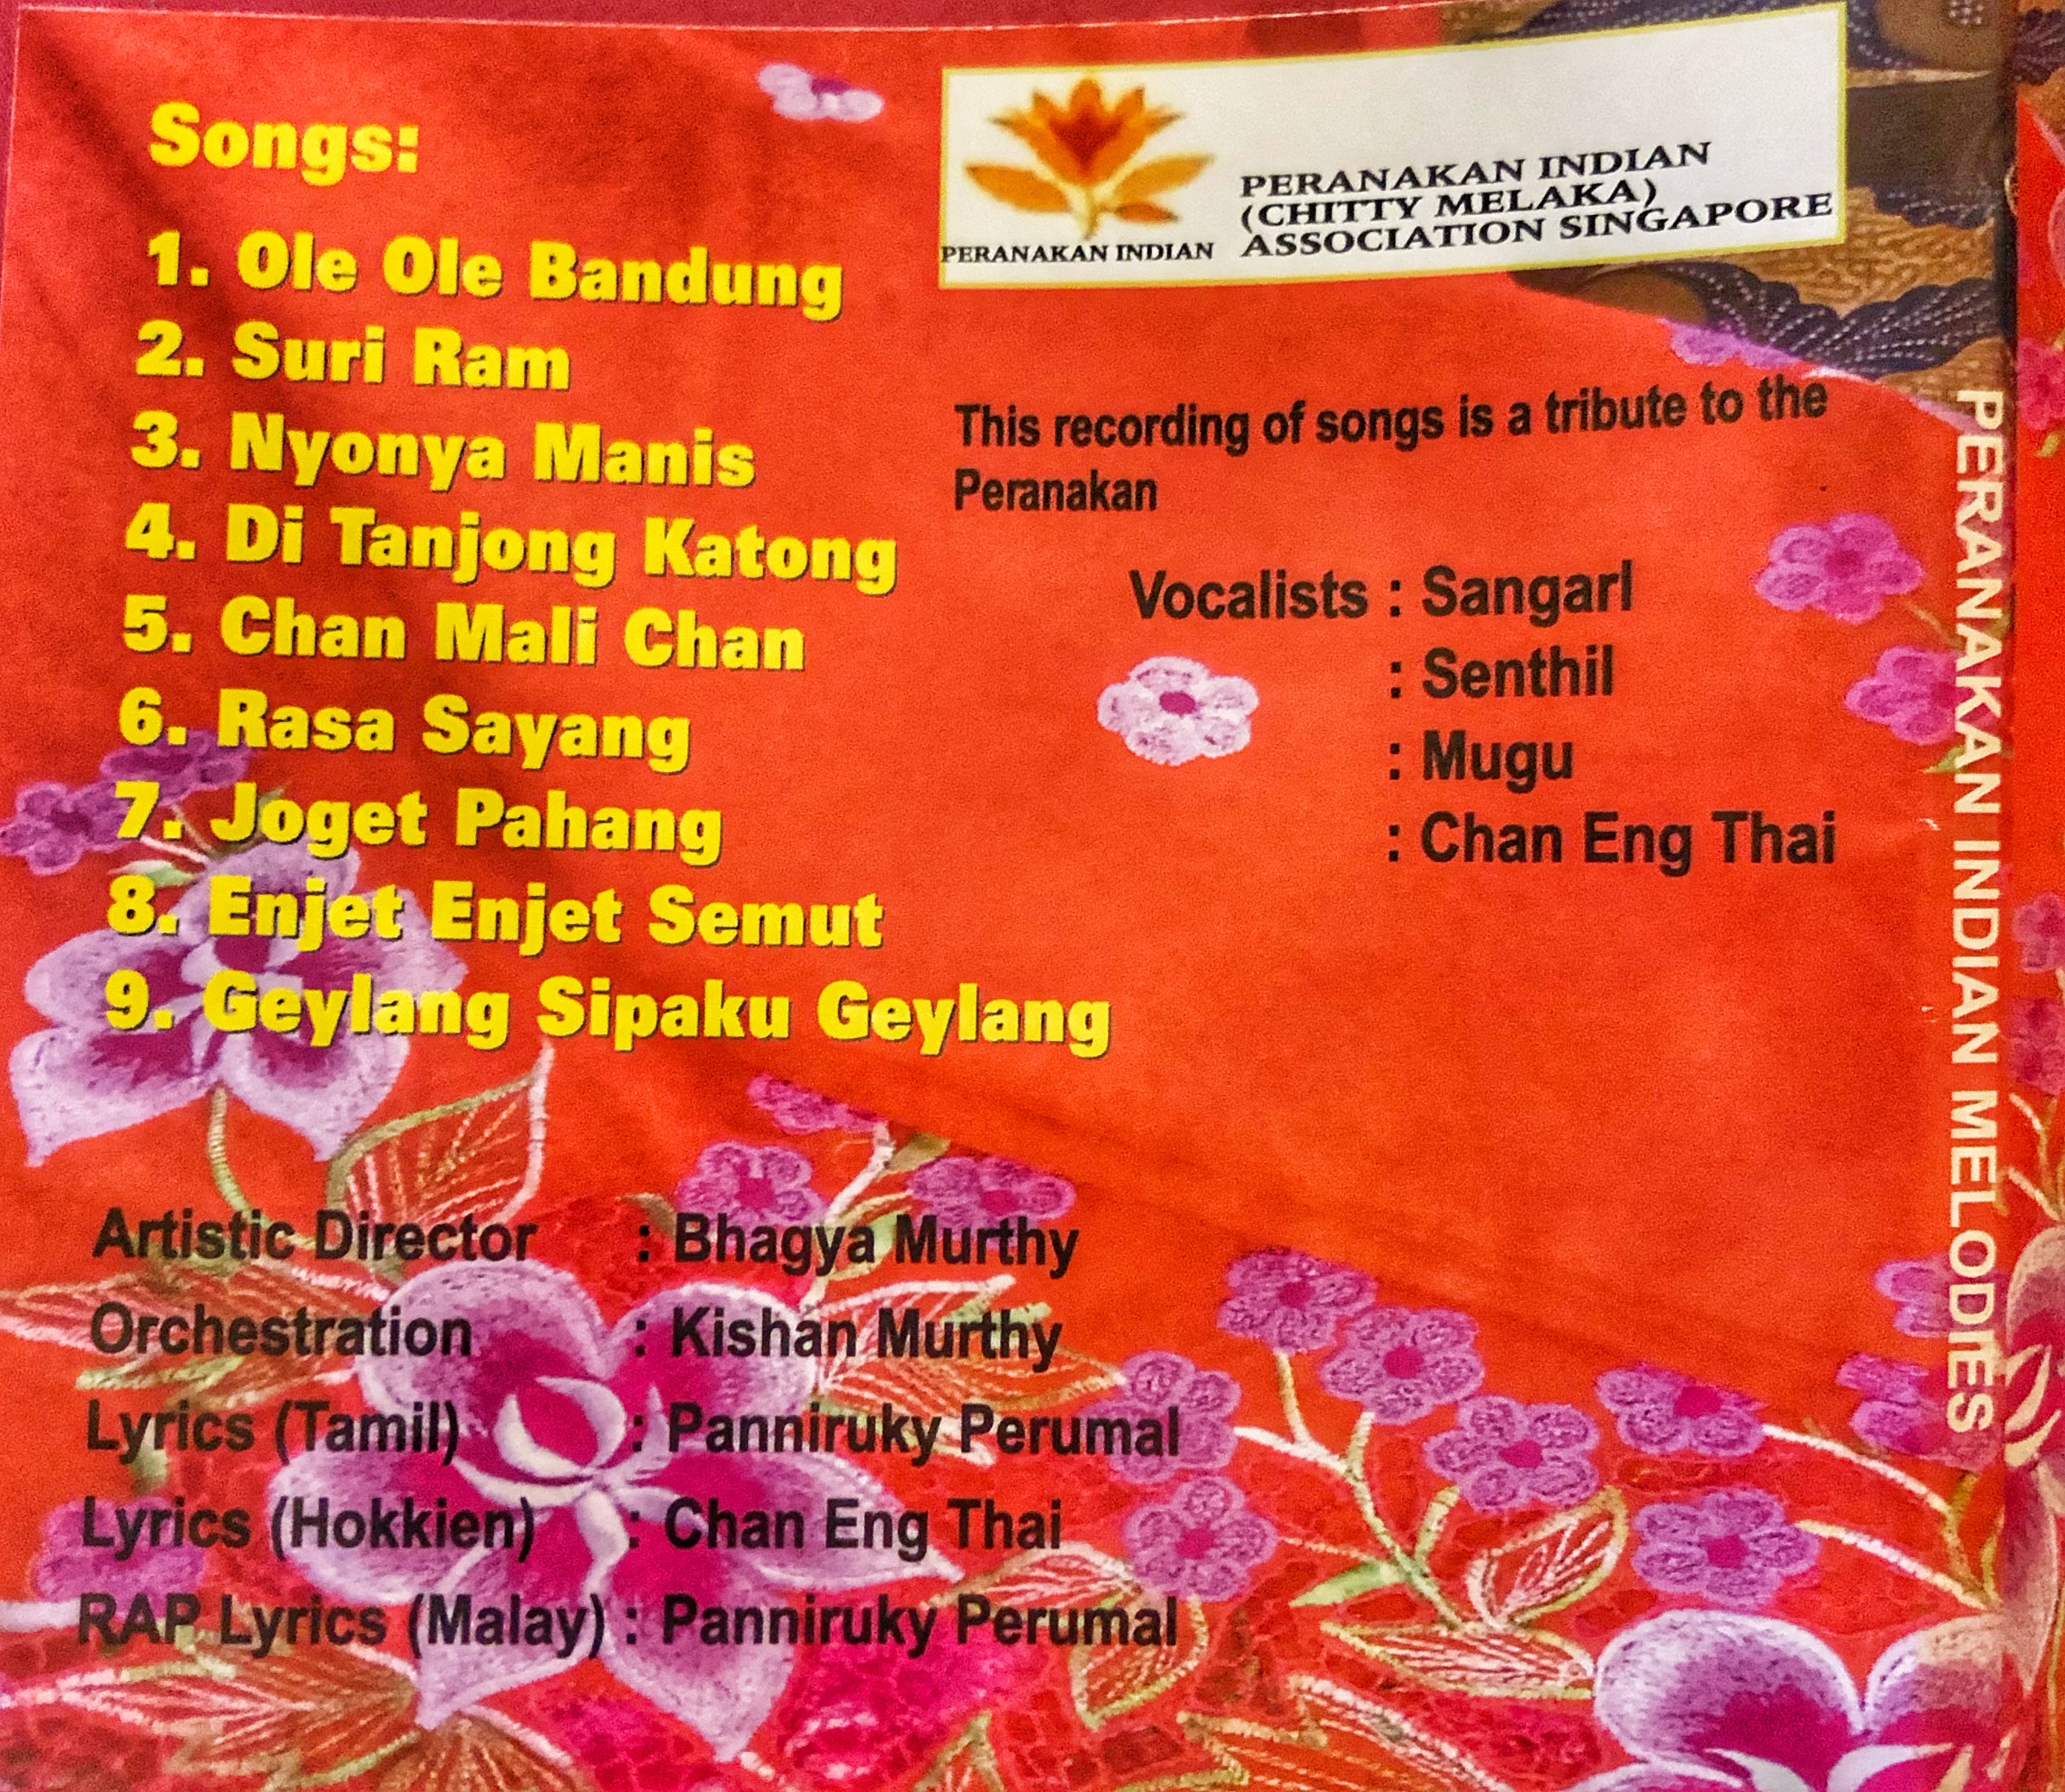 Songs:
1. Ole Ole Bandung
2. Suri Ram
3. Nyonya Manis
4. Di Tanjong Katong
5. Chan Mali Chan
6. Rasa Sayang
7. Joget Pahang
8. Enjet Enjet Semut
9. Geylang Sipaku Geylang
PERANAKAN INDIAN
PERANAKAN INDIAN
(CHITTY MELAKA)
ASSOCIATION SINGAPORE
This recording of songs is a tribute to the
Peranakan
Vocalists : Sangarl
: Senthil
: Mugu
: Chan Eng Thai
Artistic Director : Bhagya Murthy
Orchestration : Kishan Murthy
Lyrics (Tamil) : Panniruky Perumal
Lyrics (Hokkien) : Chan Eng Thai
RAP Lyrics (Malay) : Panniruky Perumal
PERANAKAN INDIAN MELODIES